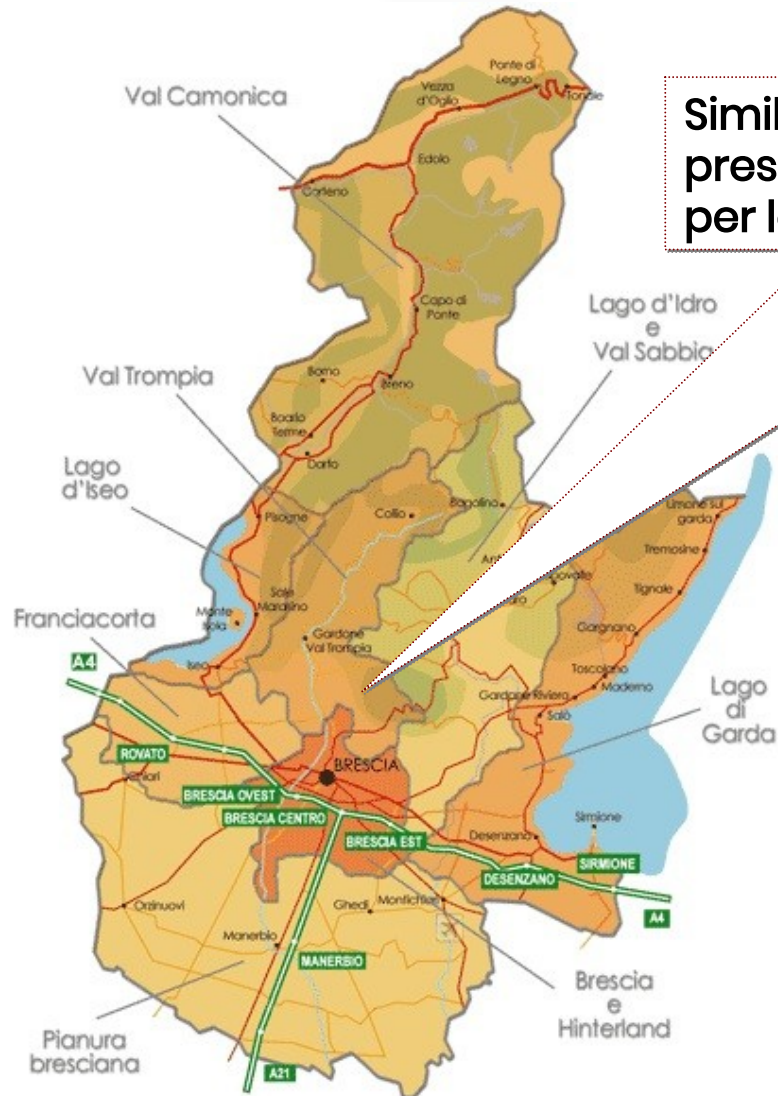 Ponte di
Legno
Tonale
Vezza
d'Oglio
Val Camonica
Edolo
Corteno
Simil
pres
per l
Capo di
Ponte
Lago d'Idro
e
Val Sabbia
Val Trompia
Borno
Breno
Boario
Terme
Darfo
Lago
d'Iseo
Pisogne
Collio
Bagolino
Limone sul
garda
Tremosine
Tignale
Sale
Marasino
Monte
Isola
Gargnano
Franciacorta
Gardone
Val Trompia
Toscolano
Maderno
Iseo
A4
Gardone Riviera
Salò
Lago
di
Garda
ROVATO
Chiari
BRESCIA
BRESCIA OVEST
BRESCIA CENTRO
BRESCIA EST
Sirmione
Desenzano
SIRMIONE
DESENZANO
A4
Orzinuovi
Ghedi
Montichiari
Manerbio
MANERBIO
Brescia
e
Hinterland
Pianura
bresciana
A21